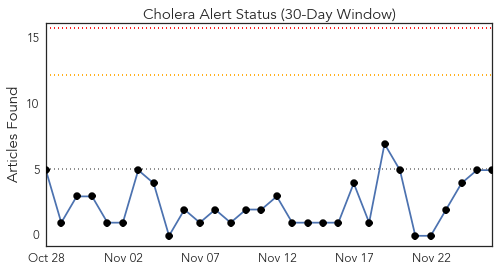 Cholera Alert Status (30-Day Window)
Articles Found
15
10
5
0
Oct 28
Nov 02
Nov 07
Nov 12
Nov 17
Nov 22